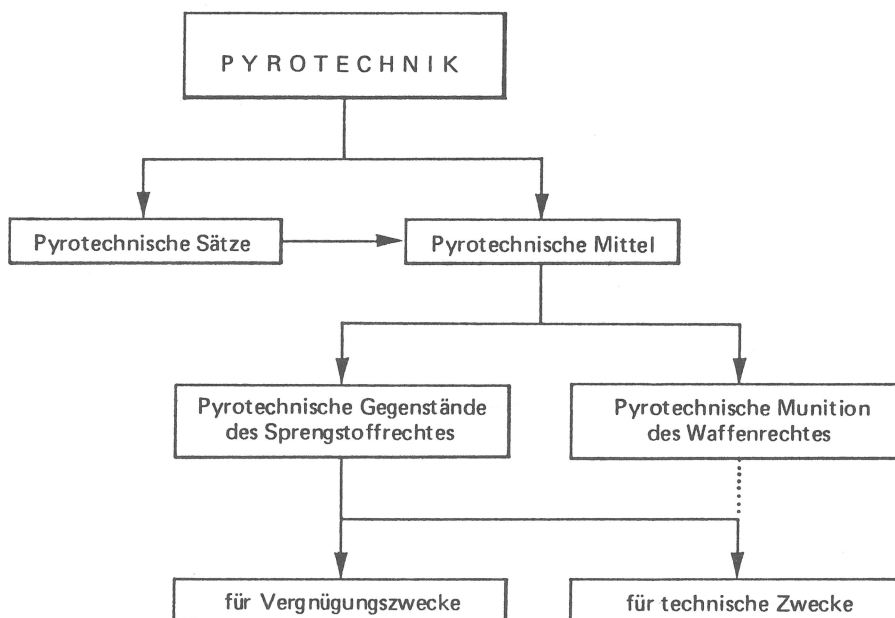 PYROTECHNIK
Pyrotechnische Sätze
Pyrotechnische Mittel
Pyrotechnische Gegenstände
des Sprengstoffrechtes
Pyrotechnische Munition
des Waffenrechtes
für Vergnügungszwecke
für technische Zwecke